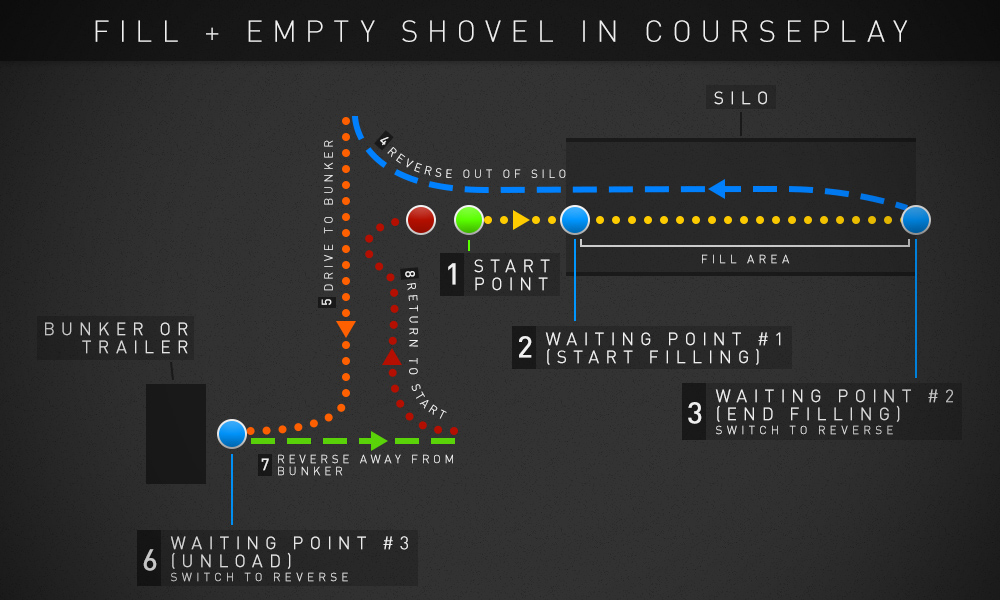 FILL + EMPTY SHOVEL IN COURSEPLAY
SILO
4 REVERSE OUT OF SILO
5 DRIVE TO BUNKER
FILL AREA
1 START
POINT
8 RETURN TO START
BUNKER OR
TRAILER
2 WAITING POINT #1
(START FILLING)
3 WAITING POINT #2
(END FILLING)
SWITCH TO REVERSE
7 REVERSE AWAY FROM
BUNKER
6 WAITING POINT #3
(UNLOAD)
SWITCH TO REVERSE